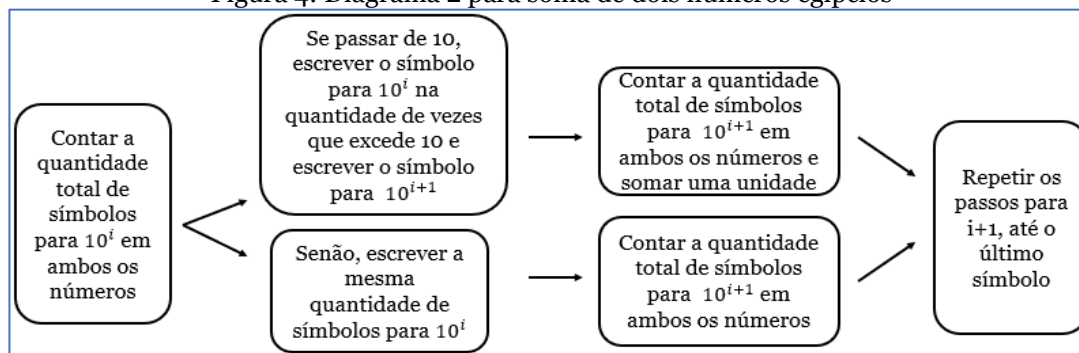 Figura 4: Diagrama 2 para soma de dois números egípcios
Contar a
quantidade
total de
símbolos
para 10^i em
ambos os
números
Se passar de 10,
escrever o símbolo
para 10^i na
quantidade de vezes
que excede 10 e
escrever o símbolo
para 10^{i+1}
Senão, escrever a
mesma
quantidade de
símbolos para 10^i
Contar a quantidade
total de símbolos
para 10^{i+1} em
ambos os números e
somar uma unidade
Contar a quantidade
total de símbolos
para 10^{i+1} em
ambos os números
Repetir os
passos para
i+1, até o
último
símbolo